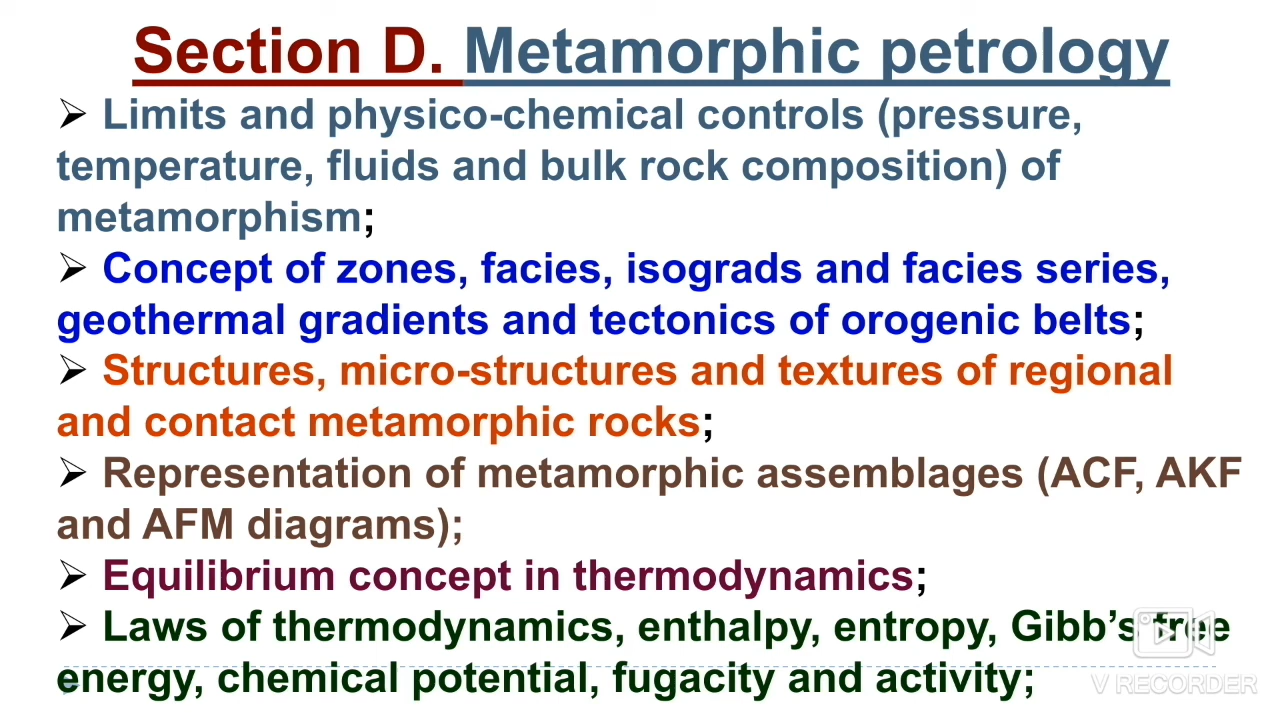 Section D. Metamorphic petrology
➢ Limits and physico-chemical controls (pressure,
temperature, fluids and bulk rock composition) of
metamorphism;
➢ Concept of zones, facies, isograds and facies series,
geothermal gradients and tectonics of orogenic belts;
➢ Structures, micro-structures and textures of regional
and contact metamorphic rocks;
➢ Representation of metamorphic assemblages (ACF, AKF
and AFM diagrams);
➢ Equilibrium concept in thermodynamics;
➢ Laws of thermodynamics, enthalpy, entropy, Gibb's free
energy, chemical potential, fugacity and activity;
V RECORDER